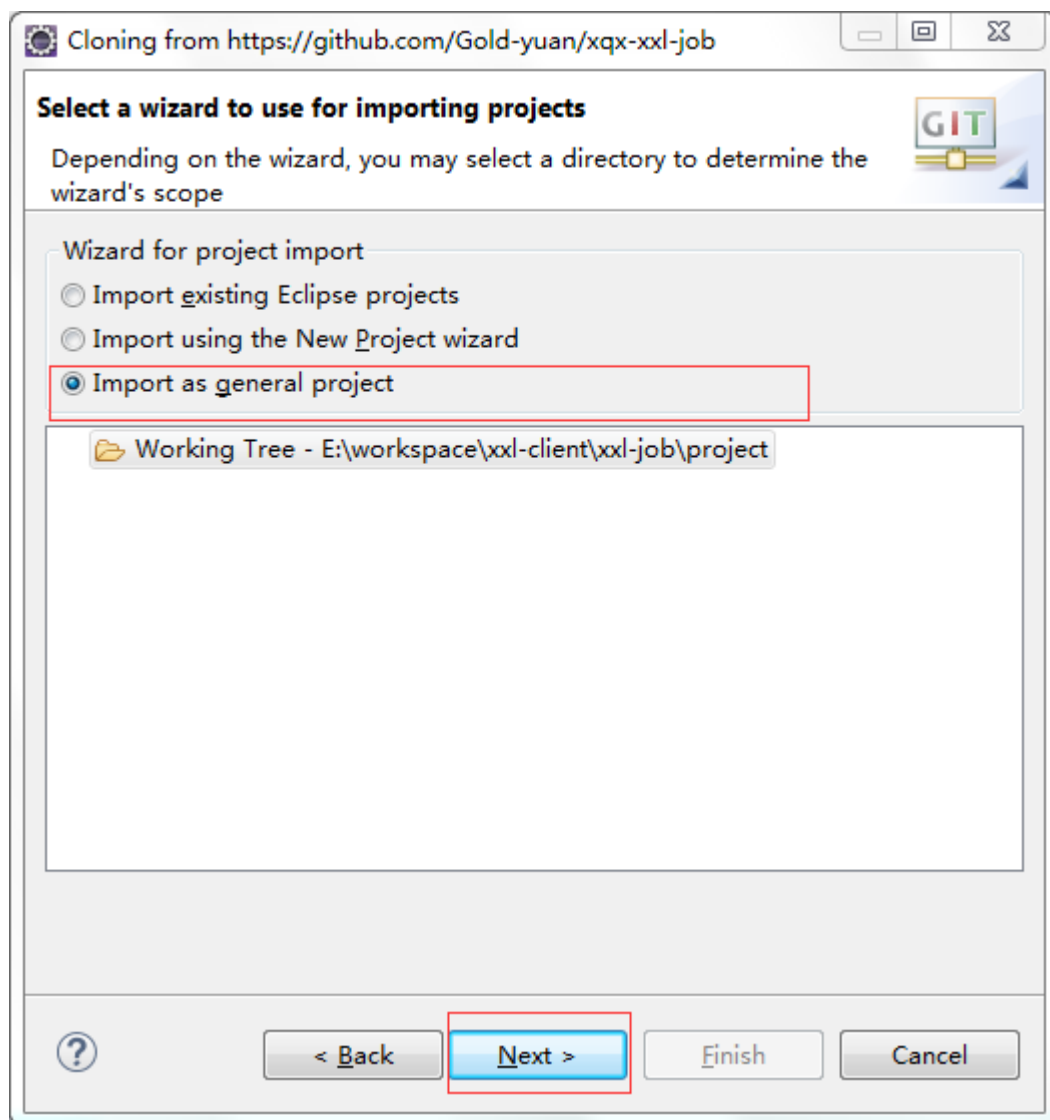 Cloning from https://github.com/Gold-yuan/xqx-xxl-job
Select a wizard to use for importing projects
Depending on the wizard, you may select a directory to determine the
wizard's scope
GIT
Wizard for project import
Import existing Eclipse projects
Import using the New Project wizard
Import as general project
Working Tree - E:\workspace\xxl-client\xxl-job\project
?
< Back
Next >
Finish
Cancel